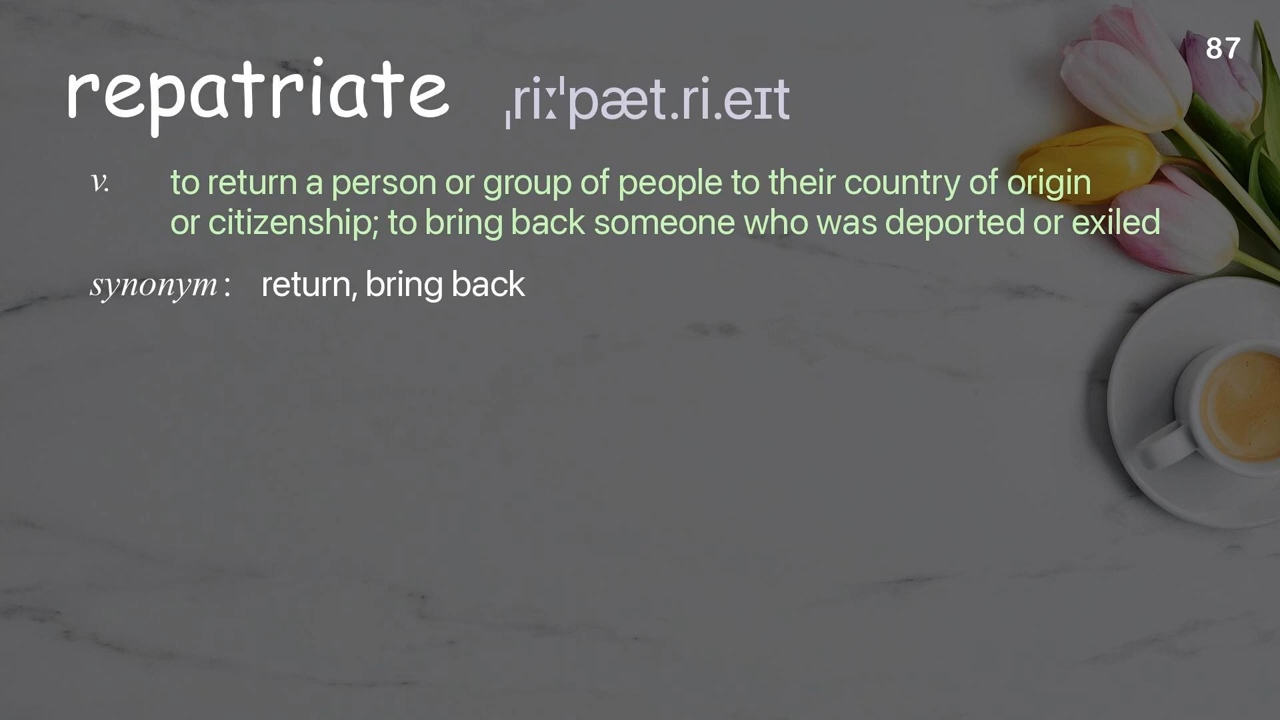 87
repatriate ˌriːˈpæt.ri.eɪt
v. to return a person or group of people to their country of origin
or citizenship; to bring back someone who was deported or exiled
synonym : return, bring back